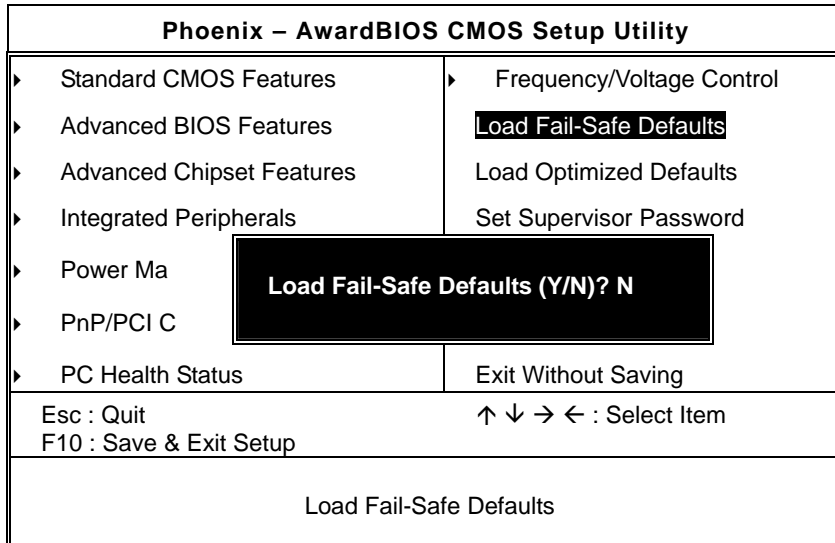 Phoenix – AwardBIOS CMOS Setup Utility
Standard CMOS Features
Advanced BIOS Features
Advanced Chipset Features
Integrated Peripherals
Power Ma
PnP/PCI C
PC Health Status
Frequency/Voltage Control
Load Fail-Safe Defaults
Load Optimized Defaults
Set Supervisor Password
Exit Without Saving
Load Fail-Safe Defaults (Y/N)? N
Esc : Quit
F10 : Save & Exit Setup
↑ ↓ → ← : Select Item
Load Fail-Safe Defaults